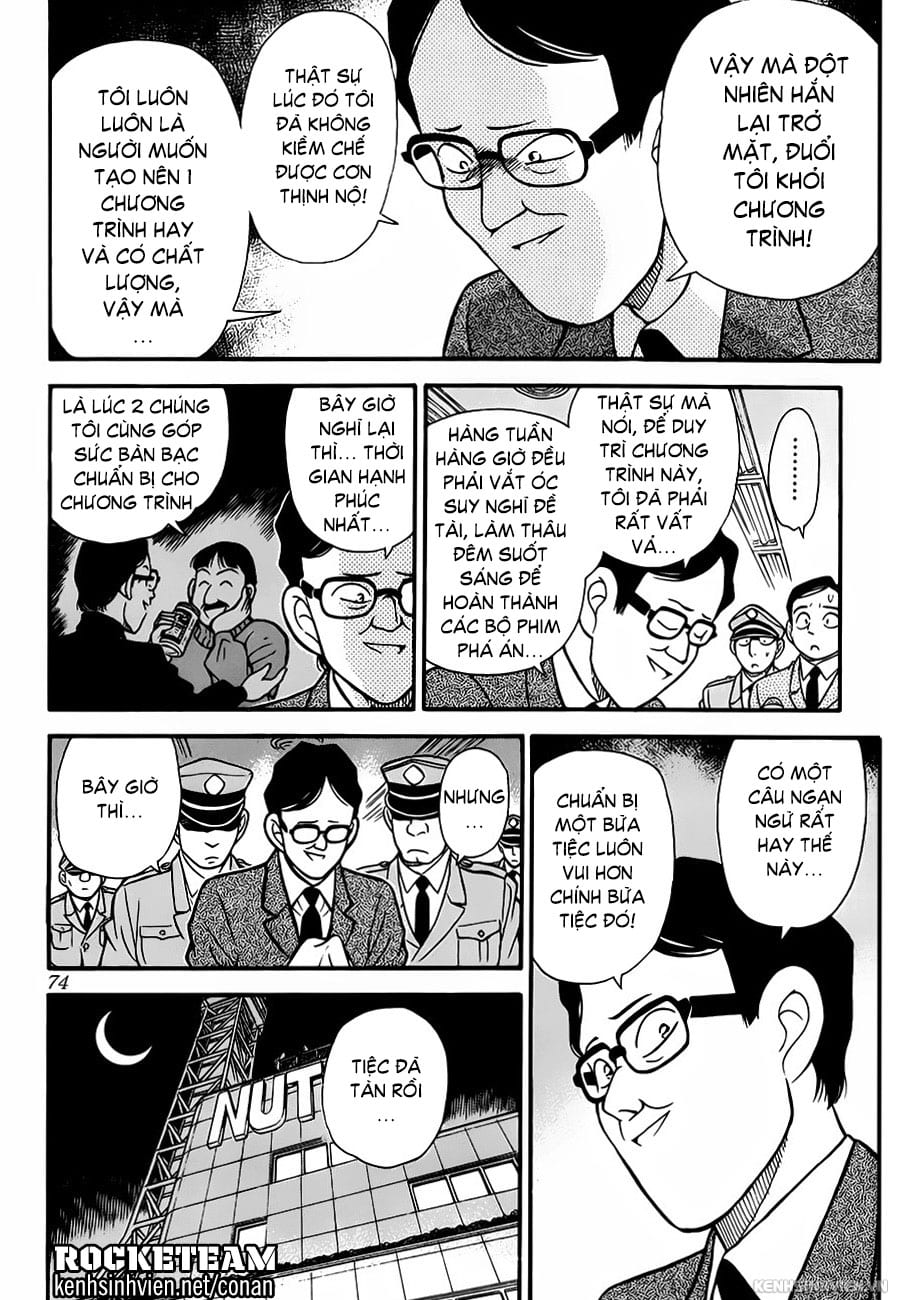 VẬY MÀ ĐỘT
NHIÊN HẮN
LẠI TRỞ
MẶT, ĐUỔI
TÔI KHỎI
CHƯƠNG
TRÌNH!
THẬT SỰ
LÚC ĐÓ TÔI
ĐÃ KHÔNG
KIỀM CHẾ
ĐƯỢC CƠN
THỊNH NỘ!
TÔI LUÔN
LUÔN LÀ
NGƯỜI MUỐN
TẠO NÊN 1
CHƯƠNG
TRÌNH HAY
VÀ CÓ CHẤT
LƯỢNG,
VẬY MÀ
...
.........
THẬT SỰ MÀ
NÓI, ĐỂ DUY
TRÌ CHƯƠNG
TRÌNH NÀY,
TÔI ĐÃ PHẢI
RẤT VẤT
VẢ...
HÀNG TUẦN
HÀNG GIỜ ĐỀU
PHẢI VẮT ÓC
SUY NGHĨ ĐỀ
TÀI, LÀM THÂU
ĐÊM SUỐT
SÁNG ĐỂ
HOÀN THÀNH
CÁC BỘ PHIM
PHÁ ÁN...
BÂY GIỜ
NGHĨ LẠI
THÌ... THỜI
GIAN HẠNH
PHÚC
NHẤT...
LÀ LÚC 2 CHÚNG
TÔI CÙNG GÓP
SỨC BÀN BẠC
CHUẨN BỊ CHO
CHƯƠNG TRÌNH
CÓ MỘT
CÂU NGẠN
NGỮ RẤT
HAY THẾ
NÀY...
CHUẨN BỊ
MỘT BỮA
TIỆC LUÔN
VUI HƠN
CHÍNH BỮA
TIỆC ĐÓ!
NHƯNG
...
BÂY GIỜ
THÌ...
74
TIỆC ĐÃ
TÀN RỒI
...
NUT
ROCKETEAM
kenhsinhvien.net/conan
KENHSINHVIEN.VN